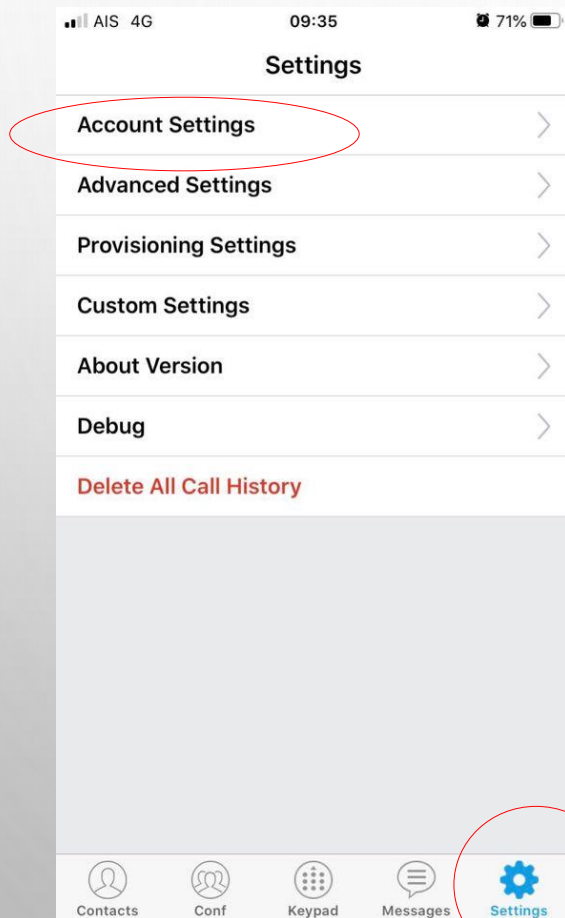 AIS 4G 09:35 71%
Settings
Account Settings
Advanced Settings
Provisioning Settings
Custom Settings
About Version
Debug
Delete All Call History
Contacts Conf Keypad Messages Settings